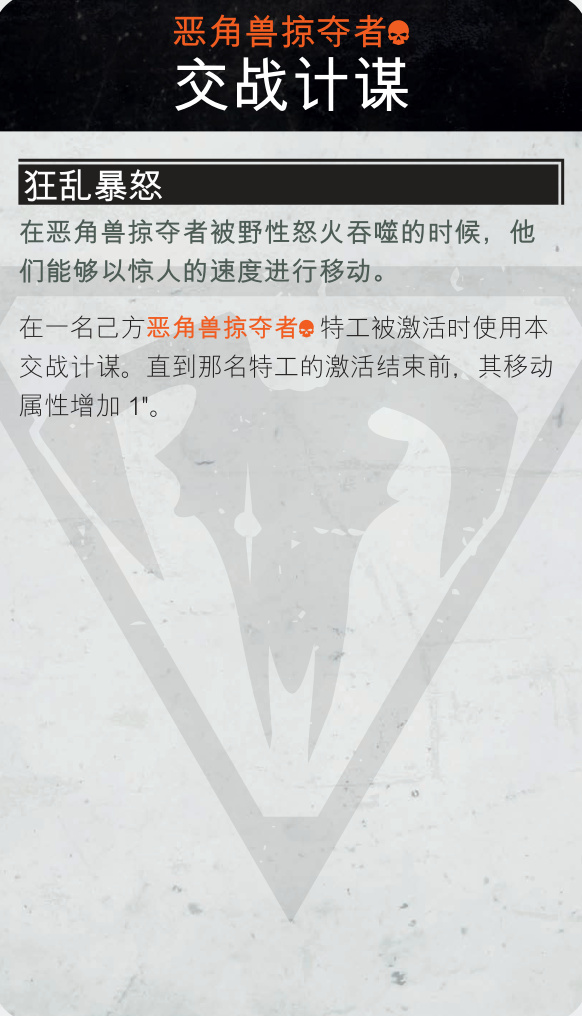 恶角兽掠夺者
交战计谋
狂乱暴怒
在恶角兽掠夺者被野性怒火吞噬的时候，他
们能够以惊人的速度进行移动。
在一名己方恶角兽掠夺者 特工被激活时使用本
交战计谋。直到那名特工的激活结束前，其移动
属性增加 1"。